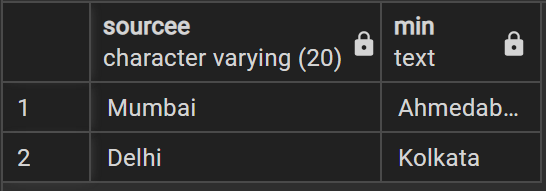 sourcee min
character varying (20) text
1 Mumbai Ahmedab...
2 Delhi Kolkata